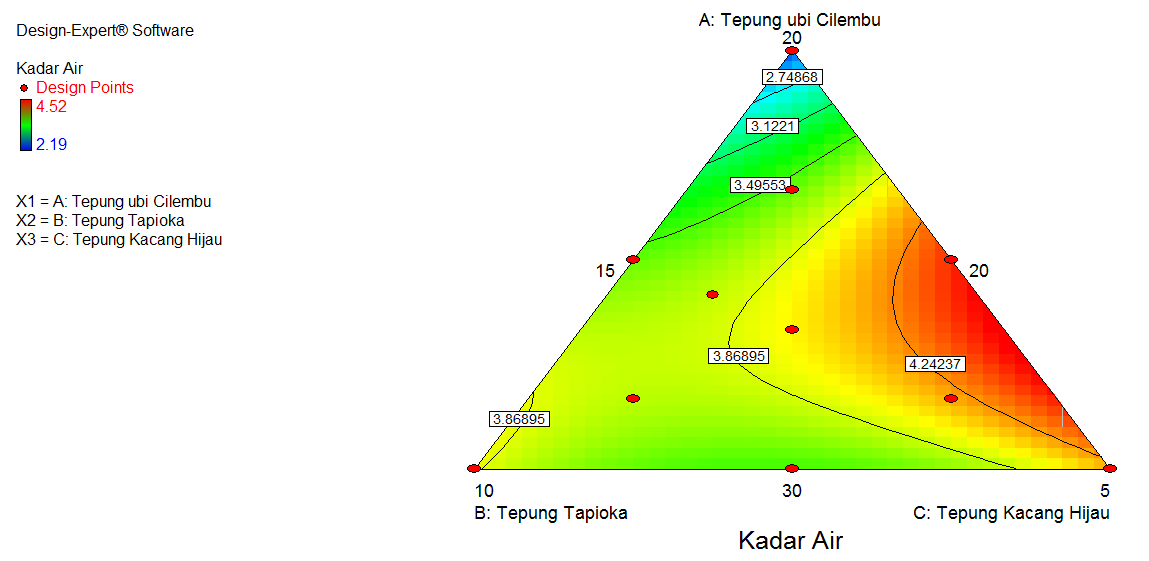 Design-Expert® Software
Kadar Air
Design Points
4.52
2.19
X1 = A: Tepung ubi Cilembu
X2 = B: Tepung Tapioka
X3 = C: Tepung Kacang Hijau
A: Tepung ubi Cilembu
20
2.74868
3.1221
3.49553
15
20
3.86895
4.24237
3.86895
10
30
5
B: Tepung Tapioka
C: Tepung Kacang Hijau
Kadar Air